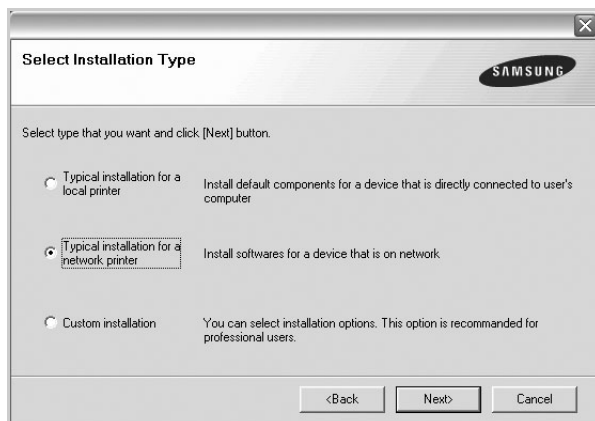 Select Installation Type
SAMSUNG
Select type that you want and click [Next] button.
Typical installation for a
local printer
Install default components for a device that is directly connected to user's
computer
Typical installation for a
network printer
Install softwares for a device that is on network
Custom installation
You can select installation options. This option is recommanded for
professional users.
<Back
Next>
Cancel